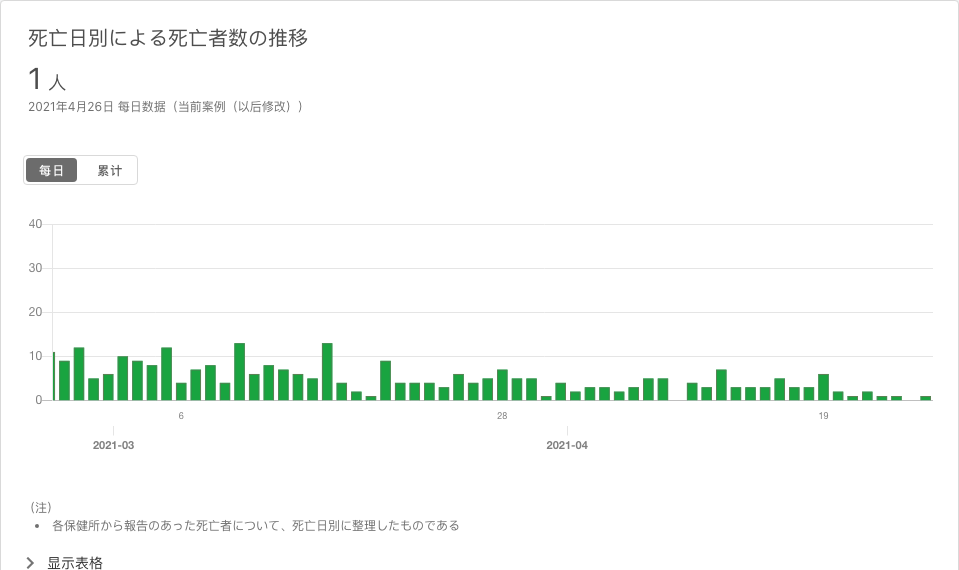 死亡日別による死亡者数の推移
1 人
2021年4月26日 每日数据（当前案例（以后修改））
每日 累计
40
30
20
10
0
6 28 19
2021-03 2021-04
（注）
• 各保健所から報告のあった死亡者について、死亡日別に整理したものである
显示表格